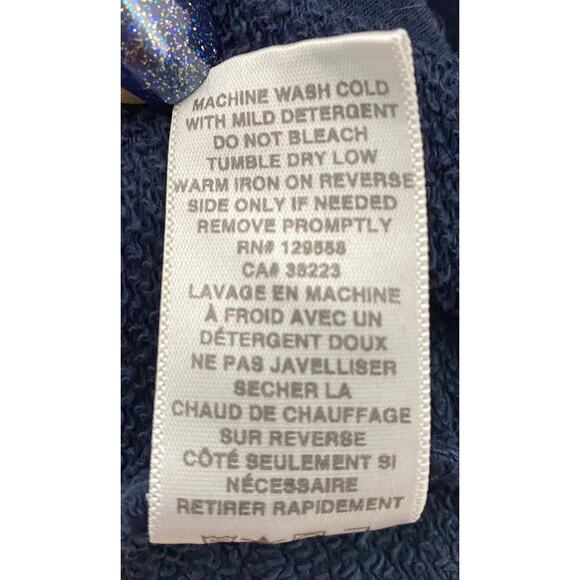 MACHINE WASH COLD
WITH MILD DETERGENT
DO NOT BLEACH
TUMBLE DRY LOW
WARM IRON ON REVERSE
SIDE ONLY IF NEEDED
REMOVE PROMPTLY
RN# 129588
CA# 38223
LAVAGE EN MACHINE
À FROID AVEC UN
DÉTERGENT DOUX
NE PAS JAVELLISER
SECHER LA
CHAUD DE CHAUFFAGE
SUR REVERSE
CÔTÉ SEULEMENT SI
NÉCESSAIRE
RETIRER RAPIDEMENT